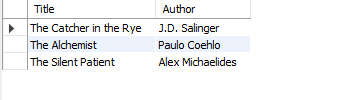 Title Author
The Catcher in the Rye J.D. Salinger
The Alchemist Paulo Coehlo
The Silent Patient Alex Michaelides